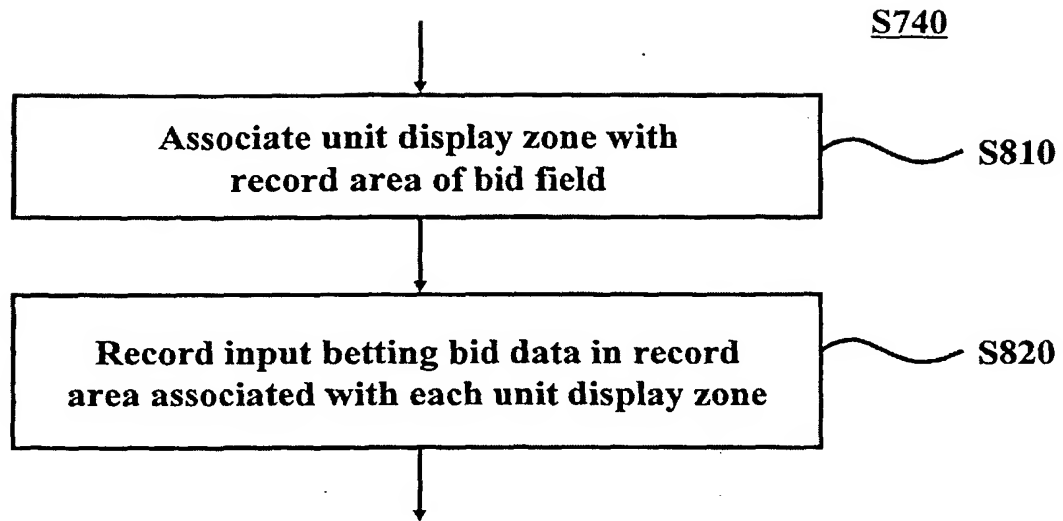 S740
Associate unit display zone with
record area of bid field
S810
Record input betting bid data in record
area associated with each unit display zone
S820